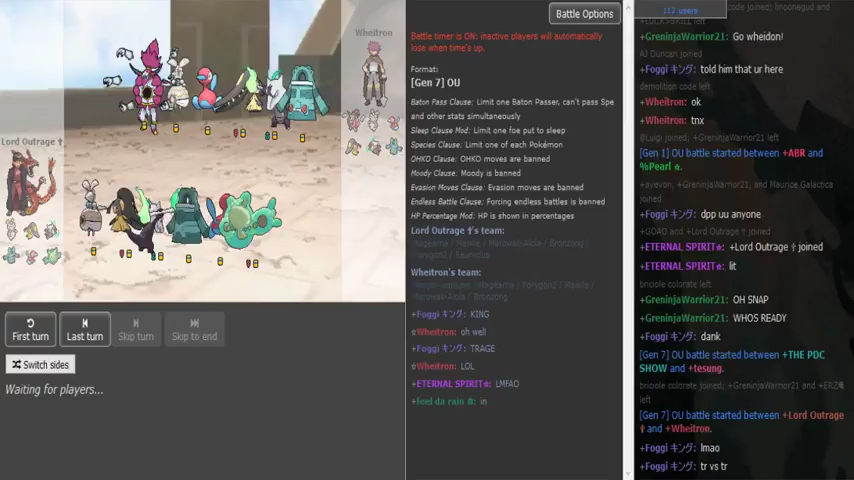 Wheitron
Lord Outrage †
First turn
Last turn
Skip turn
Skip to end
Switch sides
Waiting for players...
Battle Options
Battle timer is ON: inactive players will automatically
lose when time's up.
Format:
[Gen 7] OU
Baton Pass Clause: Limit one Baton Passer, can't pass Spe
and other stats simultaneously
Sleep Clause Mod: Limit one foe put to sleep
Species Clause: Limit one of each Pokémon
OHKO Clause: OHKO moves are banned
Moody Clause: Moody is banned
Evasion Moves Clause: Evasion moves are banned
Endless Battle Clause: Forcing endless battles is banned
HP Percentage Mod: HP is shown in percentages
Lord Outrage †'s team:
Magearna / Mawile / Marowak-Alola / Bronzong /
Porygon2 /
Wheitron's team:
/ Magearna / Porygon2 / Mawile /
Marowak-Alola / Bronzong
+Foggi キング: KING
☆Wheitron: oh well
+Foggi キング: TRAGE
☆Wheitron: LOL
+ETERNAL SPIRIT☆: LMFAO
+feel da rain: in
112 users
code joined; linoonegud and
left
+GreninjaWarrior21: Go wheidon!
AJ Duncan joined
+Foggi キング: told him that ur here
demolition code left
+Wheitron: ok
+Wheitron: tnx
@Luigi joined; +GreninjaWarrior21 left
[Gen 1] OU battle started between +ABR and
%Pearl
+ayevon, +GreninjaWarrior21, and Maurice Galactica
joined
+Foggi キング: dpp uu anyone
+GOAO and +Lord Outrage † joined
+ETERNAL SPIRIT☆: +Lord Outrage † joined
+ETERNAL SPIRIT☆: lit
bricole colorate left
+GreninjaWarrior21: OH SNAP
+GreninjaWarrior21: WHOS READY
+Foggi キング: dank
[Gen 7] OU battle started between +THE PDC
SHOW and +tesung.
bricole colorate joined; +GreninjaWarrior21 and
left
[Gen 7] OU battle started between +Lord Outrage
† and +Wheitron.
+Foggi キング: lmao
+Foggi キング: tr vs tr